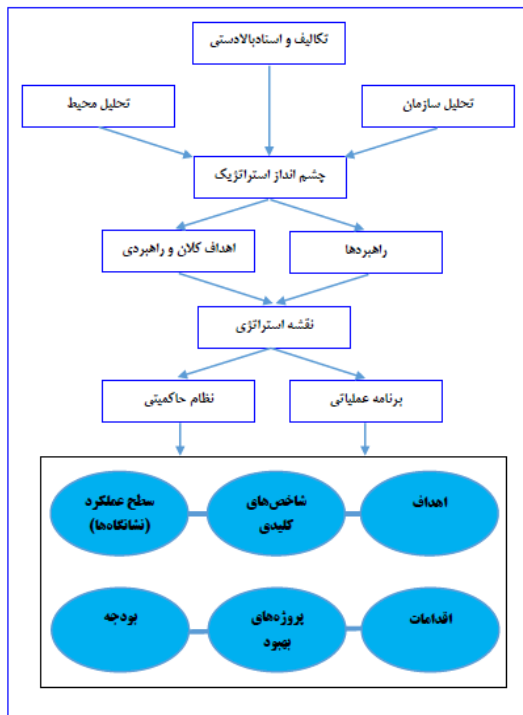 تکالیف و اسنادبالادستی
تحلیل سازمان
تحلیل محیط
چشم انداز استراتژیک
راهبردها
اهداف کلان و راهبردی
نقشه استراتژی
برنامه عملیاتی
نظام حاکمیتی
اهداف
شاخص‌های
کلیدی
سطح عملکرد
(نشانگاه‌ها)
اقدامات
پروژه‌های
بهبود
بودجه